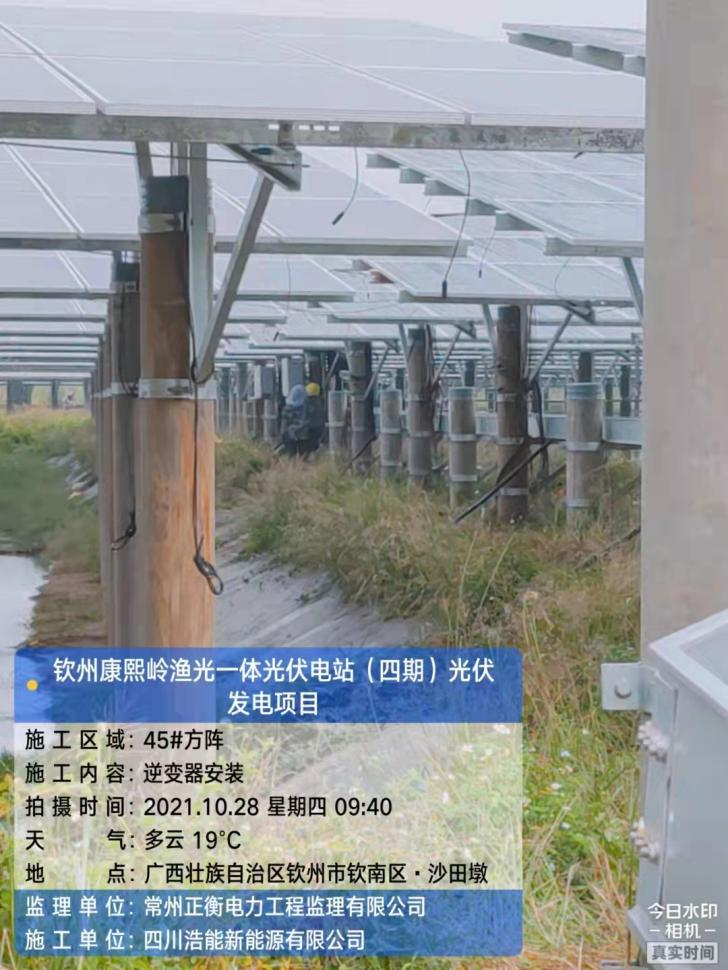 钦州康熙岭渔光一体光伏电站（四期）光伏
发电项目
施工区域：45#方阵
施工内容：逆变器安装
拍摄时间：2021.10.28 星期四 09:40
天气：多云 19℃
地点：广西壮族自治区钦州市钦南区·沙田墩
监理单位：常州正衡电力工程监理有限公司
施工单位：四川浩能新能源有限公司
今日水印
-相机-
真实时间